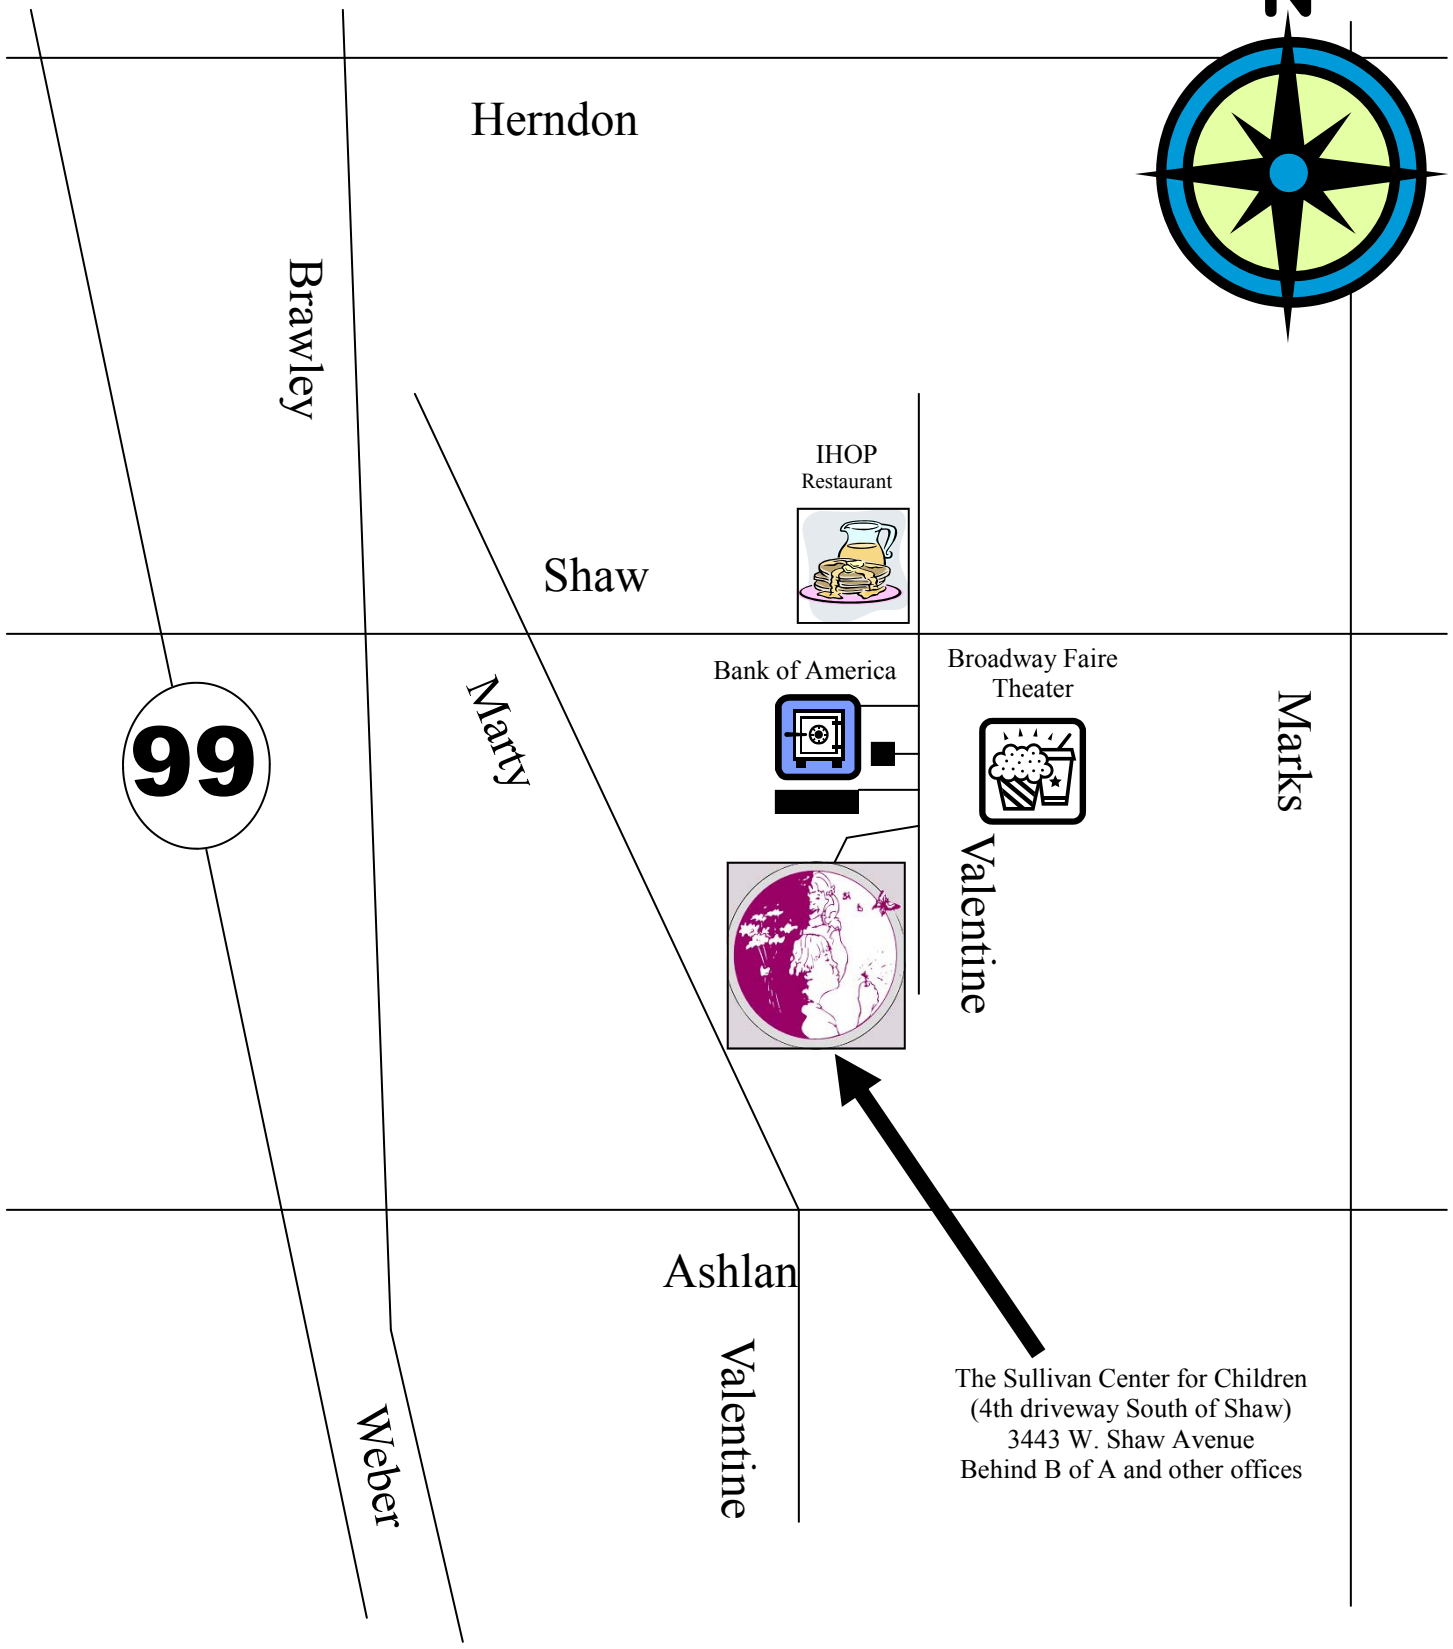 N
Herndon
Brawley
IHOP
Restaurant
Shaw
Bank of America
Broadway Faire
Theater
Marty
Marks
99
Valentine
Ashlan
Valentine
Weber
The Sullivan Center for Children
(4th driveway South of Shaw)
3443 W. Shaw Avenue
Behind B of A and other offices